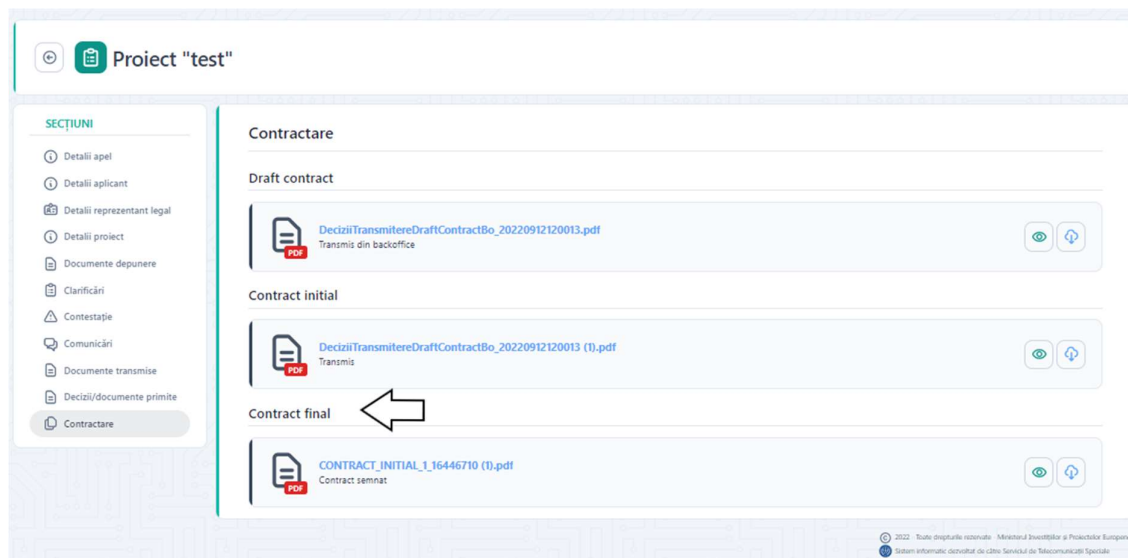 Proiect "test"
SECȚIUNI
Detalii apel
Detalii aplicant
Detalii reprezentant legal
Detalii proiect
Documente depunere
Clarificări
Contestație
Comunicări
Documente transmise
Decizii/documente primite
Contractare
Contractare
Draft contract
DeciziiTransmitereDraftContractBo_20220912120013.pdf
Transmis din backoffice
PDF
Contract initial
DeciziiTransmitereDraftContractBo_20220912120013 (1).pdf
Transmis
PDF
Contract final
CONTRACT_INITIAL_1_16446710 (1).pdf
Contract semnat
PDF
© 2022 Toate drepturile rezervate Ministerul Investițiilor și Proiectelor Europene
Sistem informatic dezvoltat de către Serviciul de Telecomunicații Speciale